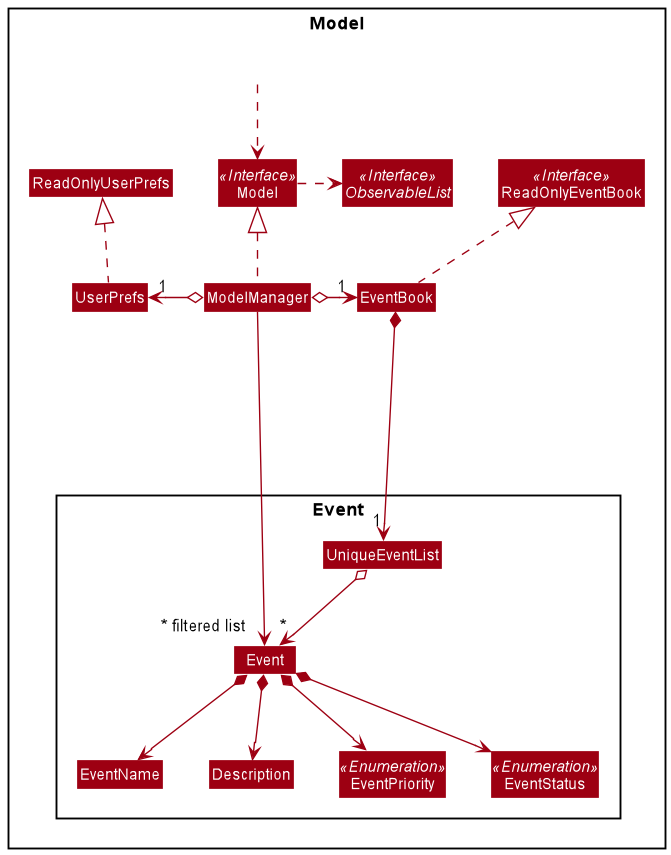 Model
ReadOnlyUserPrefs
«Interface»
Model
«Interface»
ObservableList
«Interface»
ReadOnlyEventBook
UserPrefs
1
ModelManager
1
EventBook
Event
1
UniqueEventList
* filtered list
*
Event
EventName
Description
«Enumeration»
EventPriority
«Enumeration»
EventStatus